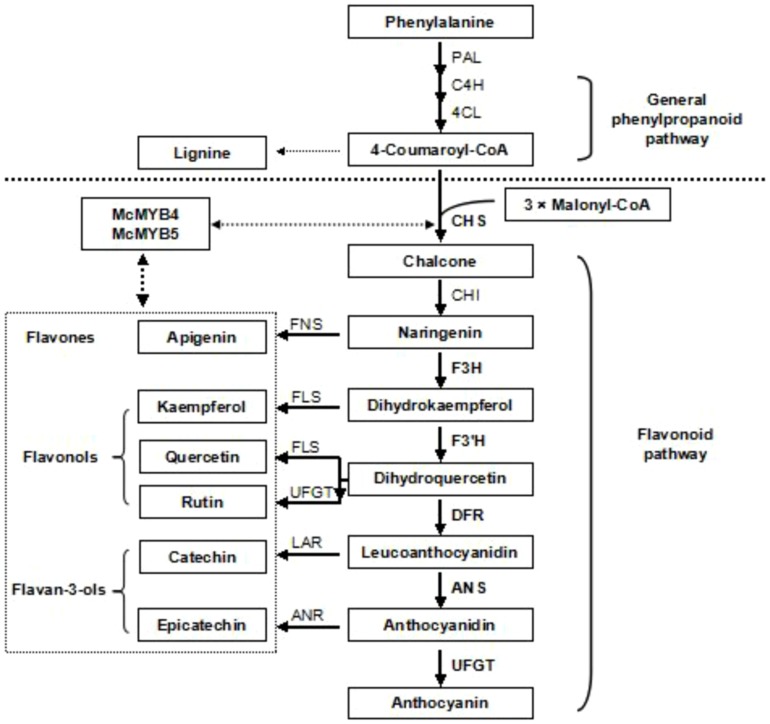 Phenylalanine
PAL
C4H
4CL
General
phenylpropanoid
pathway
Lignine
4-Coumaroyl-CoA
McMYB4
McMYB5
3 × Malonyl-CoA
CHS
Chalcone
CHI
Flavones
Apigenin
FNS
Naringenin
F3H
Kaempferol
FLS
Dihydrokaempferol
F3'H
Flavonoid
pathway
Flavonols
Quercetin
FLS
Dihydroquercetin
Rutin
UFGT
DFR
Catechin
LAR
Leucoanthocyanidin
Flavan-3-ols
ANS
Epicatechin
ANR
Anthocyanidin
UFGT
Anthocyanin